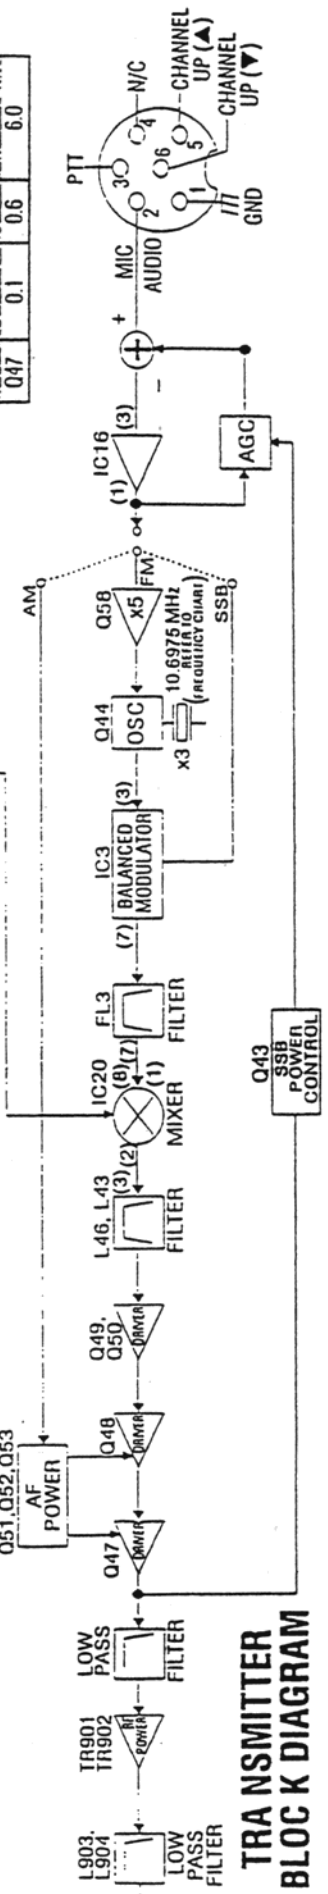 Q47 0.1 0.6 6.0
PTT
N/C
CHANNEL
UP (▲)
CHANNEL
UP (▼)
3
4
5
6
2
1
GND
MIC
AUDIO
+
−
IC16
(3)
(1)
AGC
AM
FM
SSB
Q58
x5
Q44
OSC
10.6975 MHz
REFER TO
(FREQUENCY CHART)
x3
IC3
(3)
BALANCED
MODULATOR
(7)
FL3
FILTER
IC20
(8)
(7)
(1)
MIXER
(2)
(3)
L46, L43
FILTER
Q49,
Q50
DRIVER
Q48
DRIVER
Q47
DRIVER
Q51,Q52,Q53
AF
POWER
Q43
SSB
POWER
CONTROL
LOW
PASS
FILTER
TR901
TR902
RF
POWER
L903,
L904
LOW
PASS
FILTER
TRA NSMITTER
BLOC K DIAGRAM